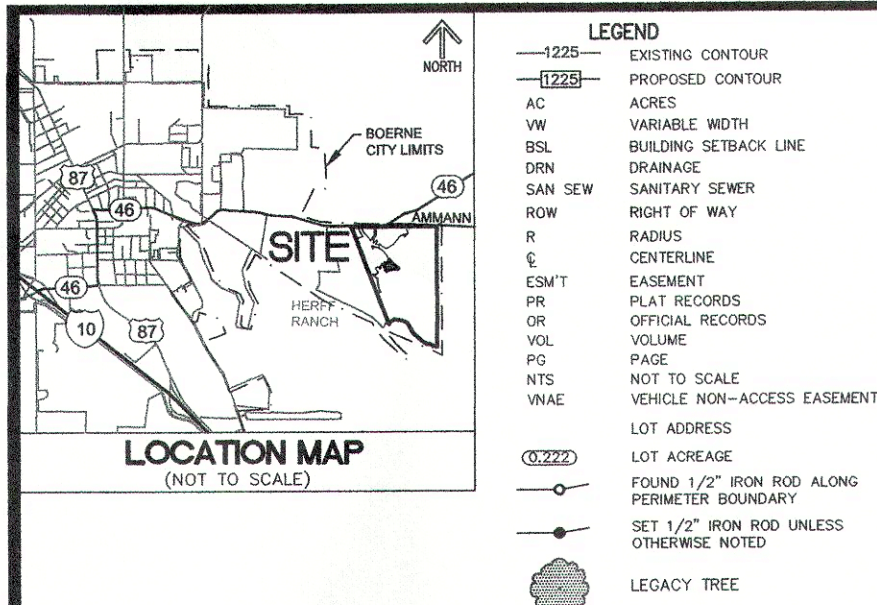 NORTH
BOERNE
CITY LIMITS
87
46
46
AMMANN
SITE
46
HERFF
RANCH
10
87
LOCATION MAP
(NOT TO SCALE)
LEGEND
1225 EXISTING CONTOUR
1225 PROPOSED CONTOUR
AC ACRES
VW VARIABLE WIDTH
BSL BUILDING SETBACK LINE
DRN DRAINAGE
SAN SEW SANITARY SEWER
ROW RIGHT OF WAY
R RADIUS
℄ CENTERLINE
ESM'T EASEMENT
PR PLAT RECORDS
OR OFFICIAL RECORDS
VOL VOLUME
PG PAGE
NTS NOT TO SCALE
VNAE VEHICLE NON-ACCESS EASEMENT
LOT ADDRESS
0.222 LOT ACREAGE
FOUND 1/2" IRON ROD ALONG
PERIMETER BOUNDARY
SET 1/2" IRON ROD UNLESS
OTHERWISE NOTED
LEGACY TREE